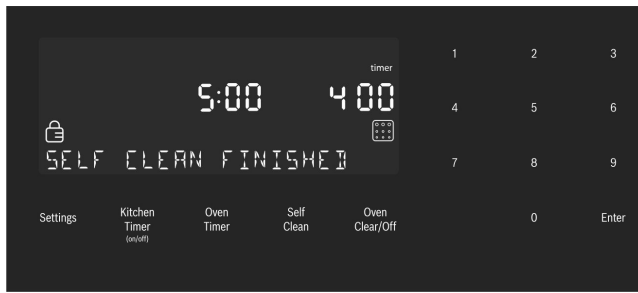 timer
5:00 4 00
SELF CLEAN FINISHED
Settings
Kitchen Timer (on/off)
Oven Timer
Self Clean
Oven Clear/Off
1 2 3
4 5 6
7 8 9
0 Enter